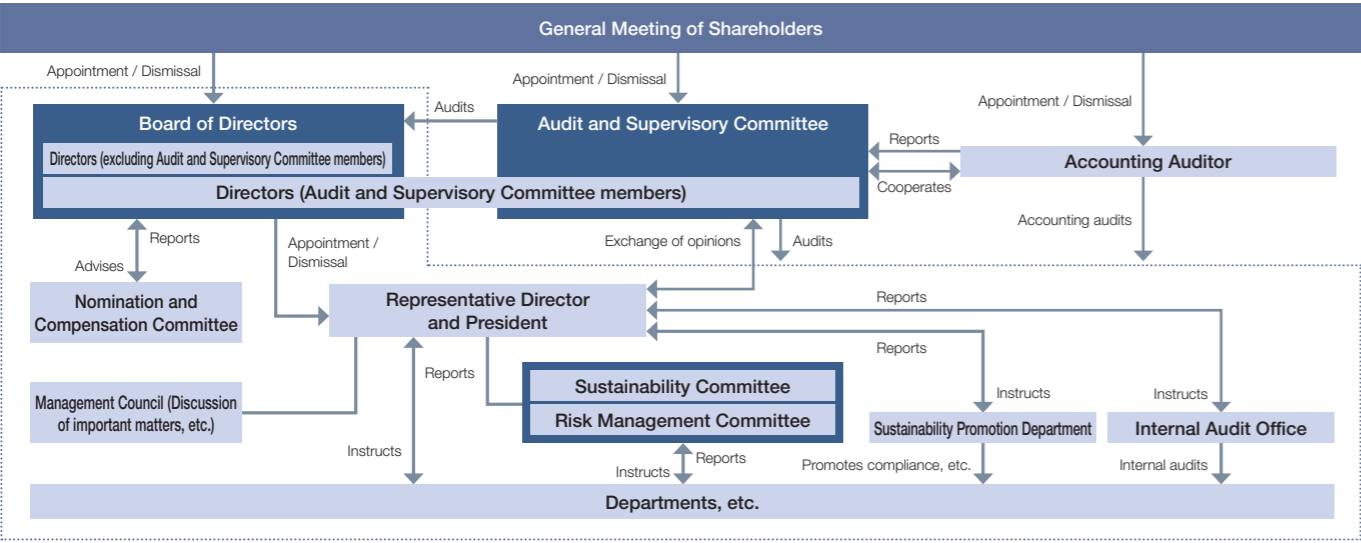 General Meeting of Shareholders
Appointment / Dismissal
Appointment / Dismissal
Appointment / Dismissal
Board of Directors
Audits
Audit and Supervisory Committee
Directors (excluding Audit and Supervisory Committee members)
Directors (Audit and Supervisory Committee members)
Reports
Cooperates
Accounting Auditor
Accounting audits
Reports
Advises
Appointment /
Dismissal
Exchange of opinions
Audits
Nomination and
Compensation Committee
Representative Director
and President
Reports
Reports
Management Council (Discussion
of important matters, etc.)
Reports
Instructs
Sustainability Committee
Risk Management Committee
Instructs
Reports
Instructs
Sustainability Promotion Department
Promotes compliance, etc.
Instructs
Internal Audit Office
Internal audits
Departments, etc.